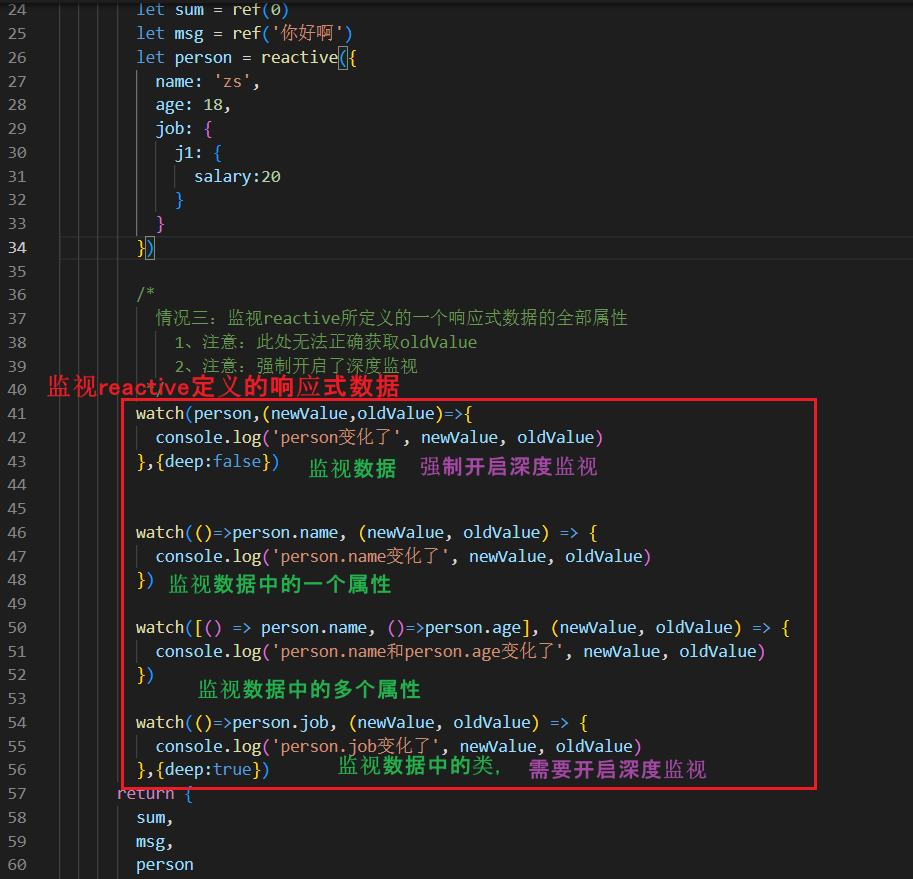 24 let sum = ref(0)
25 let msg = ref('你好啊')
26 let person = reactive({
27 name: 'zs',
28 age: 18,
29 job: {
30 j1: {
31 salary:20
32 }
33 }
34 })
35
36 /*
37 情况三：监视reactive所定义的一个响应式数据的全部属性
38 1、注意：此处无法正确获取oldValue
39 2、注意：强制开启了深度监视
40 监视reactive定义的响应式数据
41 watch(person,(newValue,oldValue)=>{
42 console.log('person变化了', newValue, oldValue)
43 },{deep:false}) 监视数据 强制开启深度监视
44
45
46 watch(()=>person.name, (newValue, oldValue) => {
47 console.log('person.name变化了', newValue, oldValue)
48 }) 监视数据中的一个属性
49
50 watch([() => person.name, ()=>person.age], (newValue, oldValue) => {
51 console.log('person.name和person.age变化了', newValue, oldValue)
52 })
监视数据中的多个属性
53
54 watch(()=>person.job, (newValue, oldValue) => {
55 console.log('person.job变化了', newValue, oldValue)
56 },{deep:true}) 监视数据中的类, 需要开启深度监视
57 return {
58 sum,
59 msg,
60 person